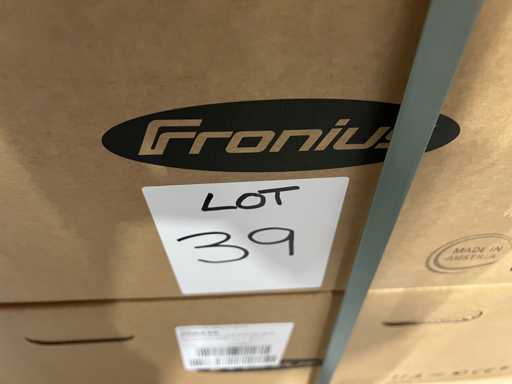 Fronius
LOT
39
MADE IN
AUSTRIA